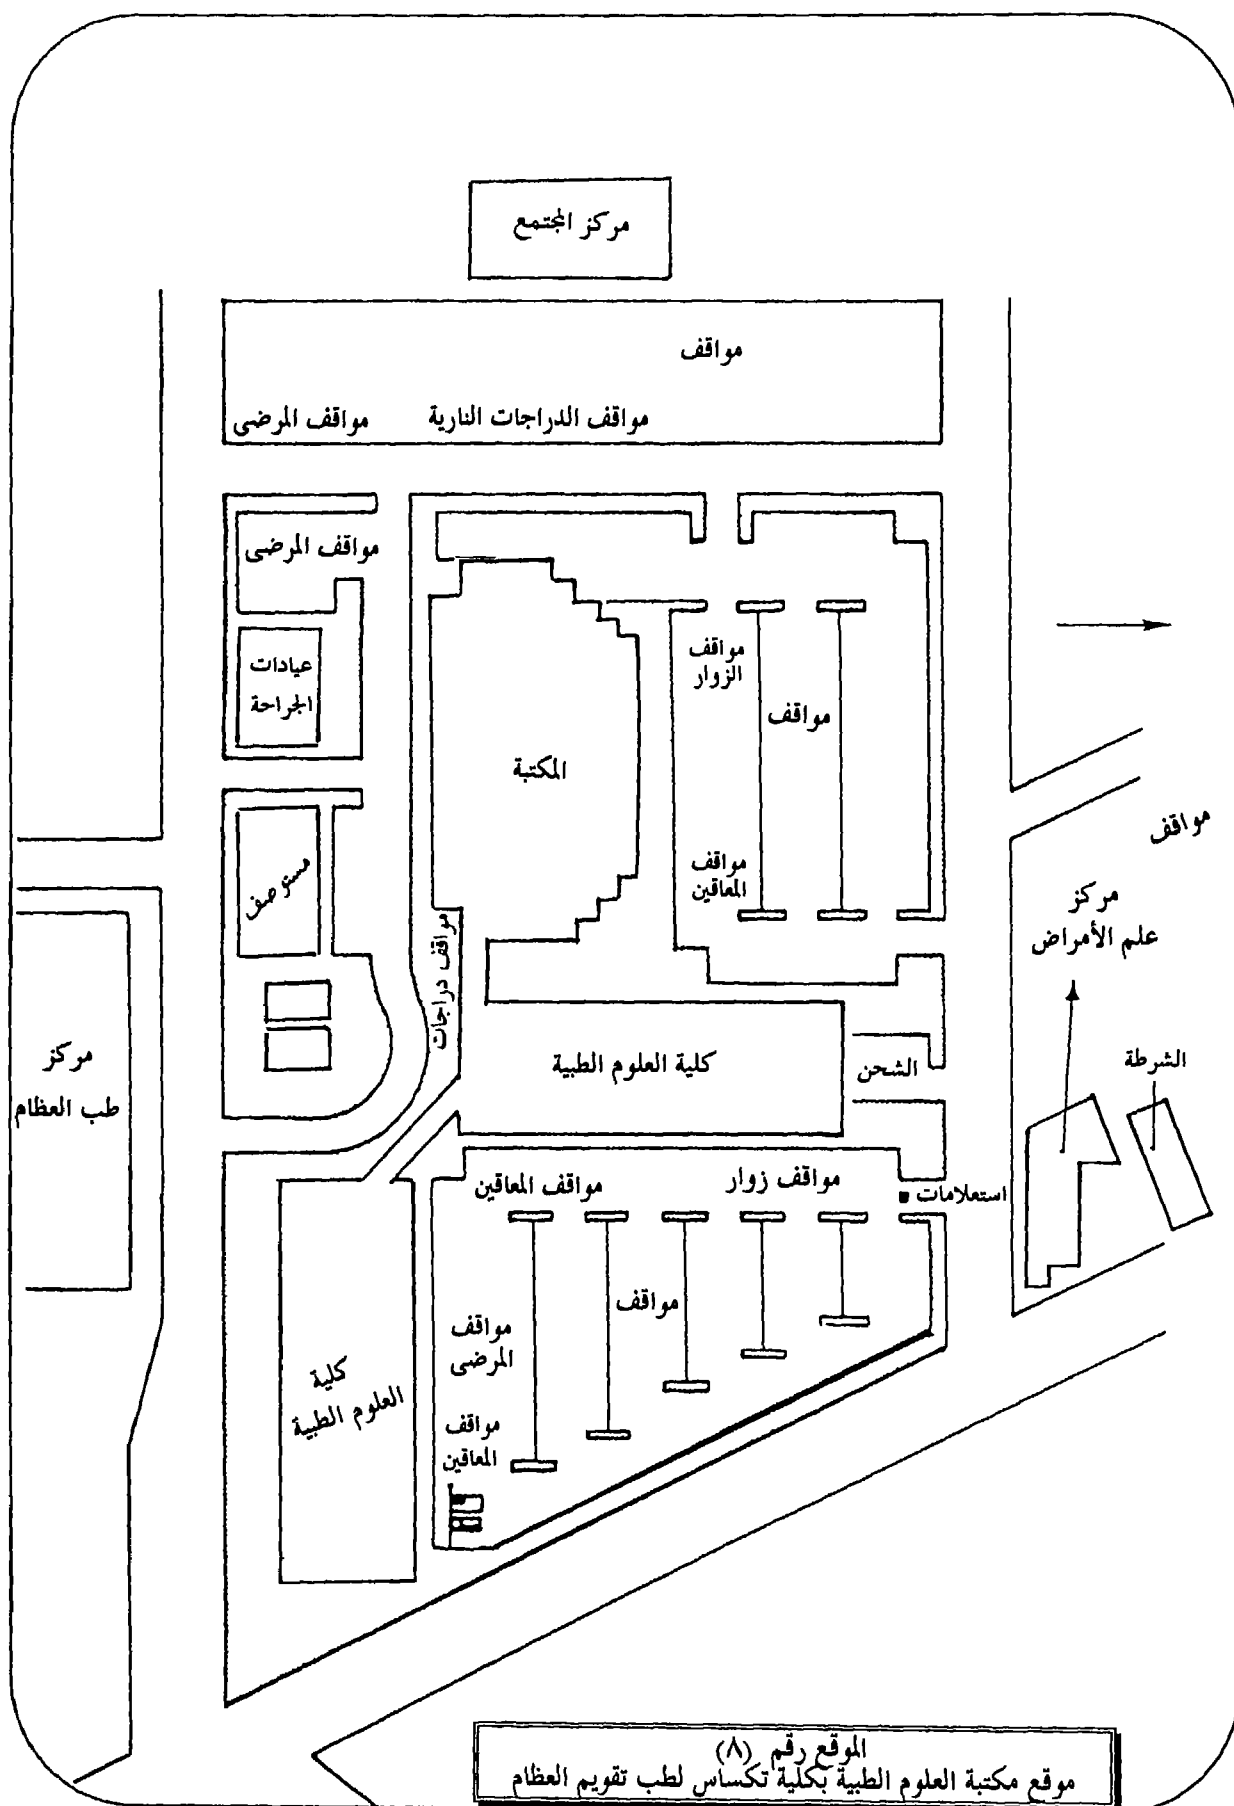 مركز المجتمع
مواقف
مواقف الدراجات النارية
مواقف المرضى
مواقف المرضى
عيادات
الجراحة
مواقف
الزوار
مواقف
المكتبة
مواقف
المعاقين
مستوصف
مواقف دراجات
مواقف
مركز
علم الأمراض
الشرطة
مركز
طب العظام
كلية العلوم الطبية
الشحن
استعلامات
مواقف زوار
مواقف المعاقين
مواقف
مواقف
المرضى
مواقف
المعاقين
كلية
العلوم الطبية
الموقع رقم (٨)
موقع مكتبة العلوم الطبية بكلية تكساس لطب تقويم العظام